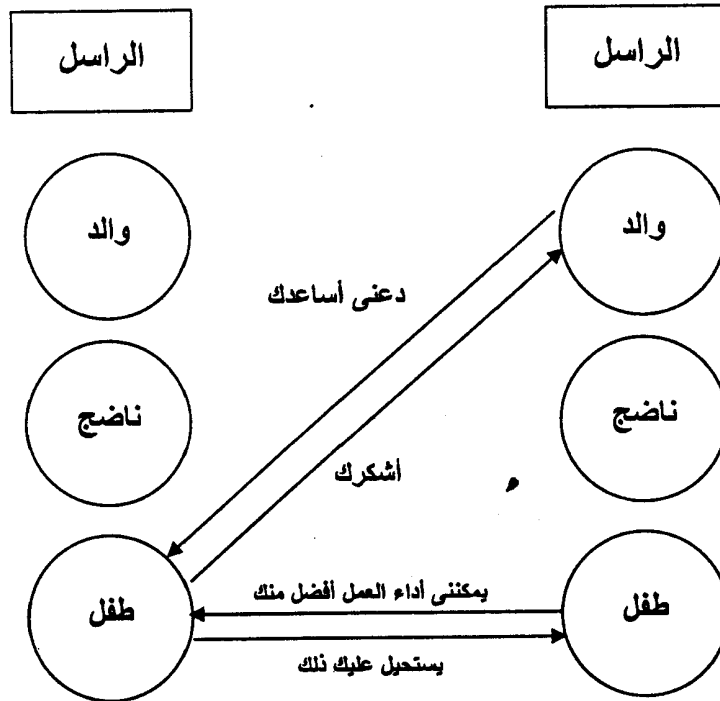 الراسل
الراسل
والد
والد
دعنى أساعدك
ناضج
ناضج
أشكرك
طفل
يمكننى أداء العمل أفضل منك
طفل
يستحيل عليك ذلك